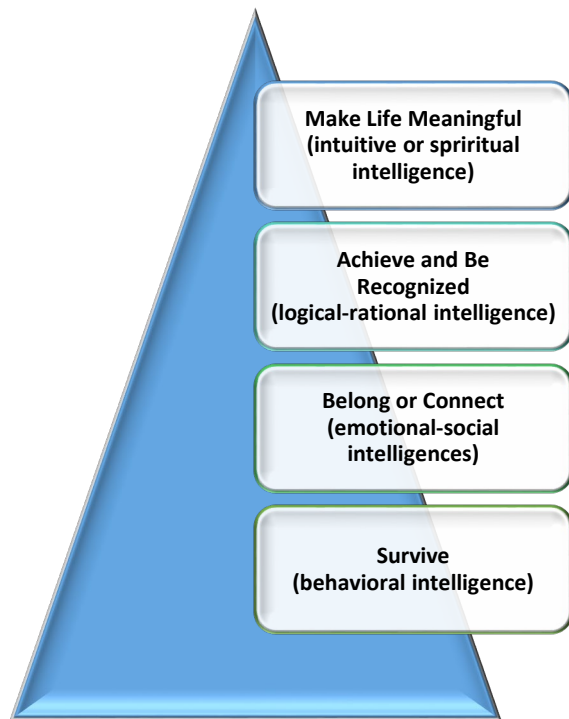 Make Life Meaningful
(intuitive or spriritual
intelligence)
Achieve and Be
Recognized
(logical-rational intelligence)
Belong or Connect
(emotional-social
intelligences)
Survive
(behavioral intelligence)